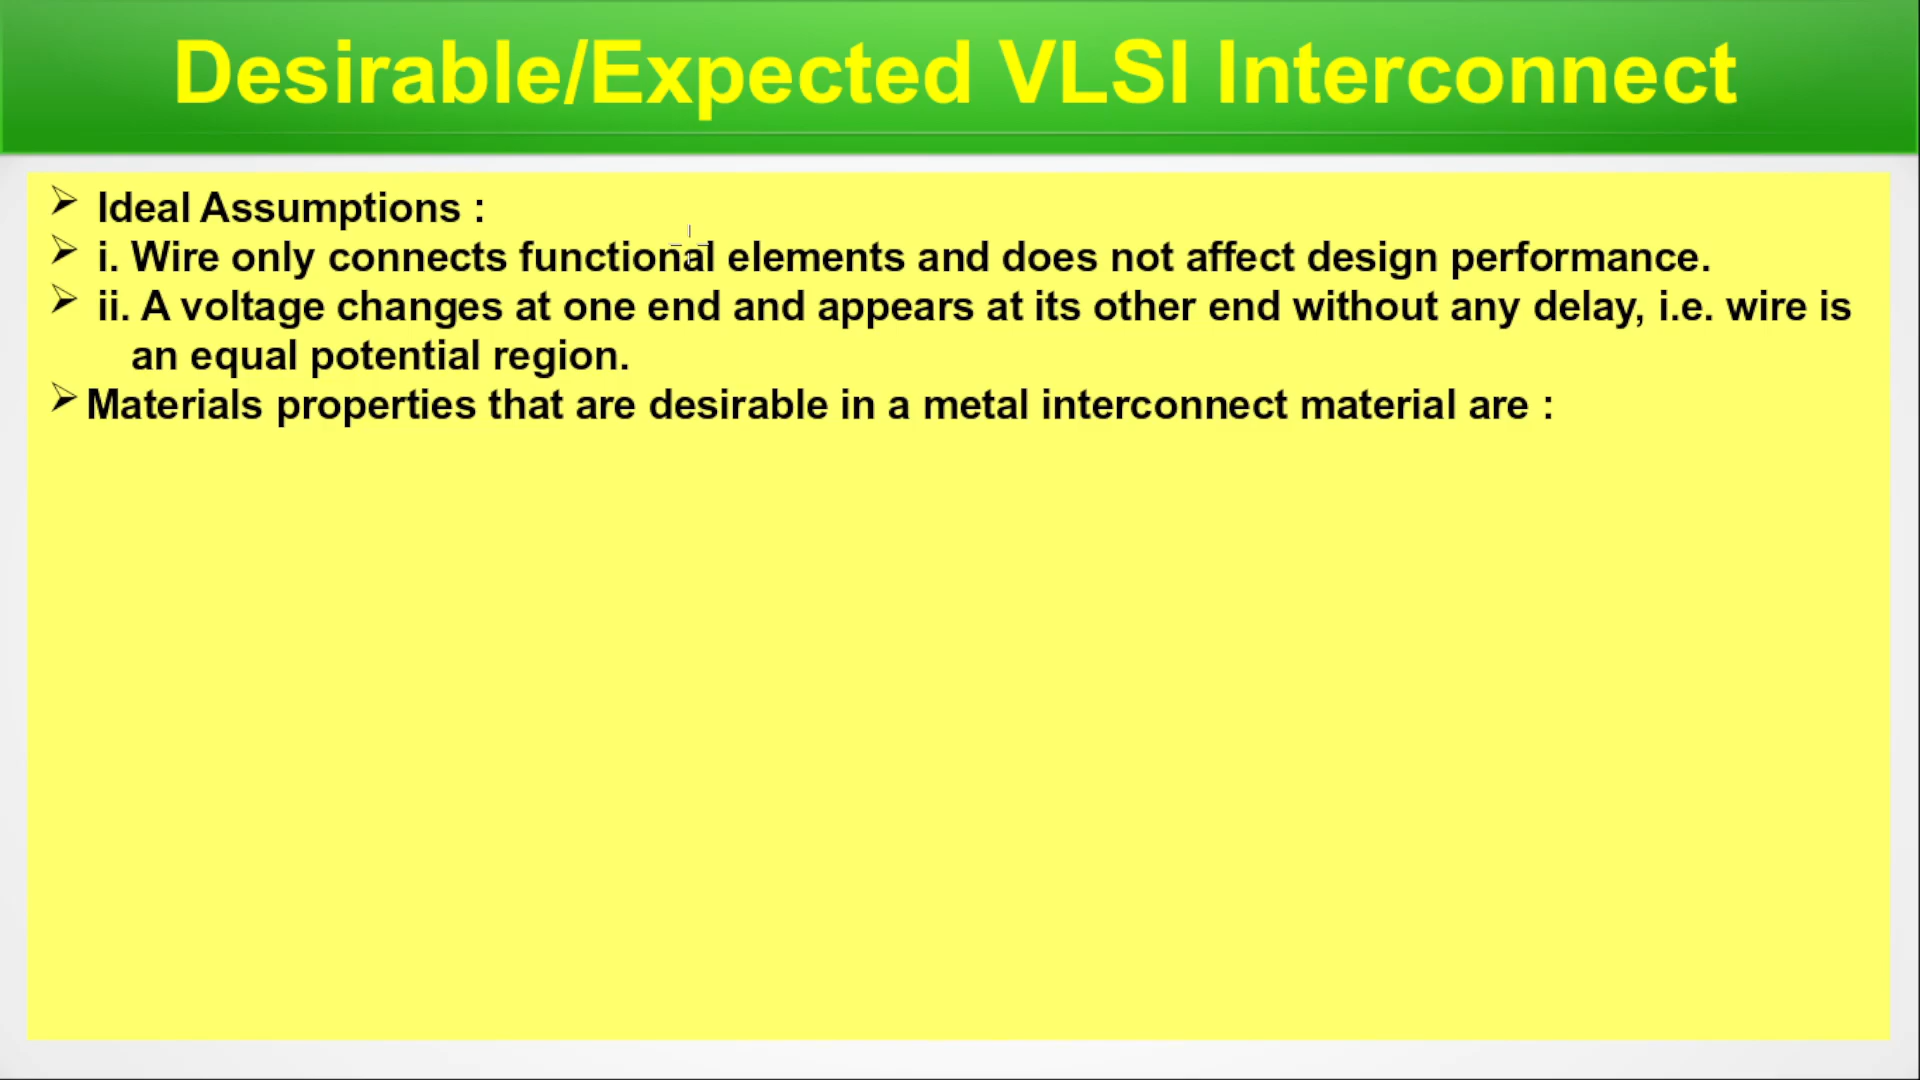 Desirable/Expected VLSI Interconnect
➢ Ideal Assumptions :
➢ i. Wire only connects functional elements and does not affect design performance.
➢ ii. A voltage changes at one end and appears at its other end without any delay, i.e. wire is
an equal potential region.
➢ Materials properties that are desirable in a metal interconnect material are :